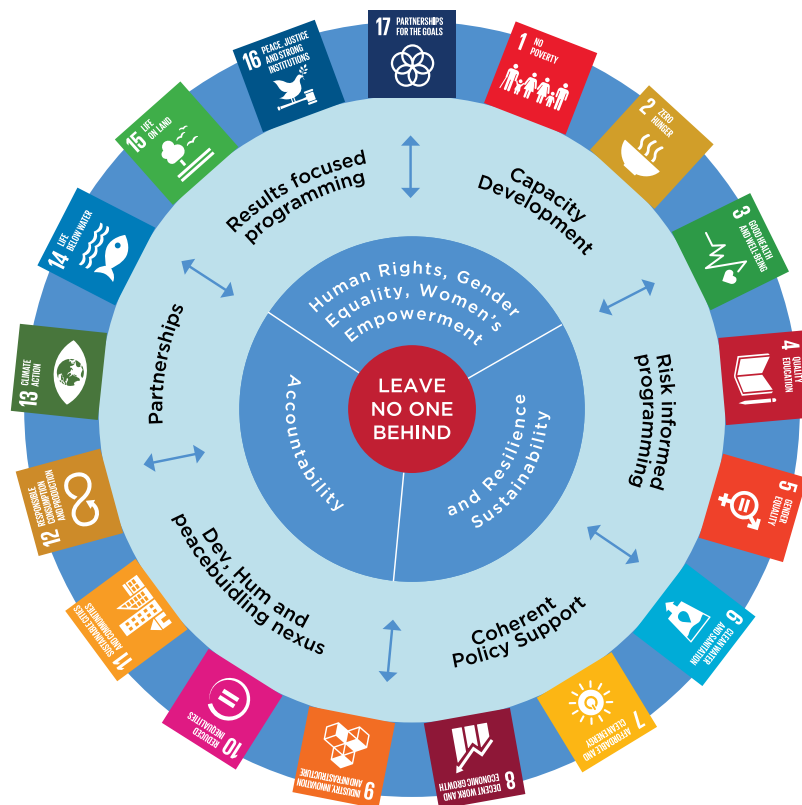 17 PARTNERSHIPS
FOR THE GOALS
1 NO
POVERTY
2 ZERO
HUNGER
3 GOOD HEALTH
AND WELL-BEING
4 QUALITY
EDUCATION
5 GENDER
EQUALITY
6 CLEAN WATER
AND SANITATION
7 AFFORDABLE AND
CLEAN ENERGY
8 DECENT WORK AND
ECONOMIC GROWTH
9 INDUSTRY, INNOVATION
AND INFRASTRUCTURE
10 REDUCED
INEQUALITIES
11 SUSTAINABLE CITIES
AND COMMUNITIES
12 RESPONSIBLE
CONSUMPTION
AND PRODUCTION
13 CLIMATE
ACTION
14 LIFE
BELOW WATER
15 LIFE
ON LAND
16 PEACE, JUSTICE
AND STRONG
INSTITUTIONS
Results focused
programming
Capacity
Development
Risk informed
programming
Coherent
Policy Support
Dev, Hum and
peacebuidling nexus
Partnerships
Human Rights, Gender
Equality, Women's
Empowerment
and Resilience
Sustainability
Accountability
LEAVE
NO ONE
BEHIND